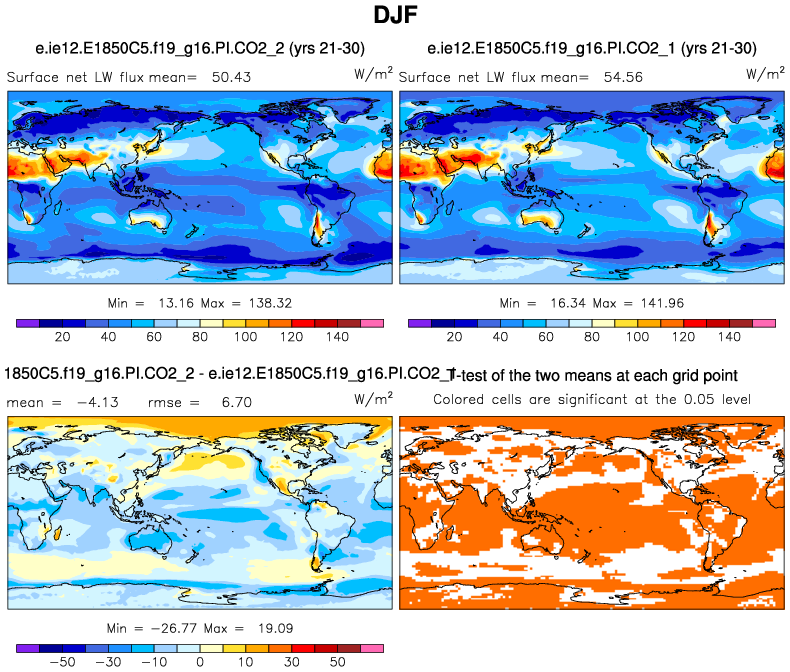 DJF
e.ie12.E1850C5.f19_g16.PI.CO2_2 (yrs 21-30)
e.ie12.E1850C5.f19_g16.PI.CO2_1 (yrs 21-30)
Surface net LW flux mean= 50.43 W/m²
Surface net LW flux mean= 54.56 W/m²
Min = 13.16 Max = 138.32
Min = 16.34 Max = 141.96
20 40 60 80 100 120 140
20 40 60 80 100 120 140
1850C5.f19_g16.PI.CO2_2 - e.ie12.E1850C5.f19_g16.PI.CO2_1
T-test of the two means at each grid point
mean = -4.13 rmse = 6.70 W/m²
Colored cells are significant at the 0.05 level
Min = -26.77 Max = 19.09
-50 -30 -10 0 10 30 50